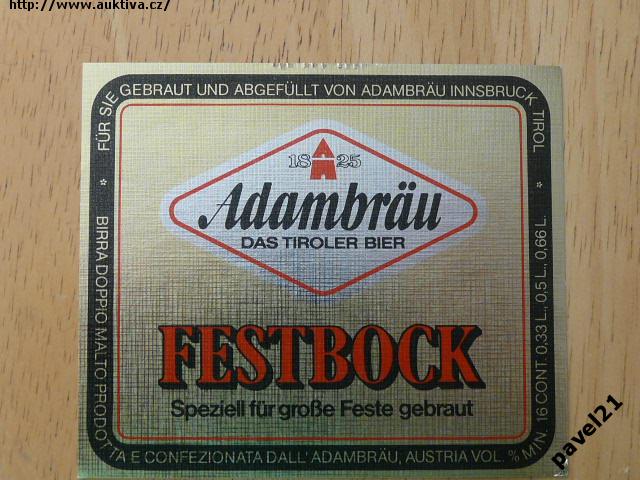 http://www.auktiva.cz/
* FÜR SIE GEBRAUT UND ABGEFÜLLT VON ADAMBRÄU INNSBRUCK TIROL *
1825
Adambräu
DAS TIROLER BIER
FESTBOCK
Speziell für große Feste gebraut
BIRRA DOPPIO MALTO PRODOTTA E CONFEZIONATA DALL' ADAMBRÄU, AUSTRIA VOL. % MIN. 16 CONT. 0,33 L., 0,5 L., 0,66 L.
pavel21